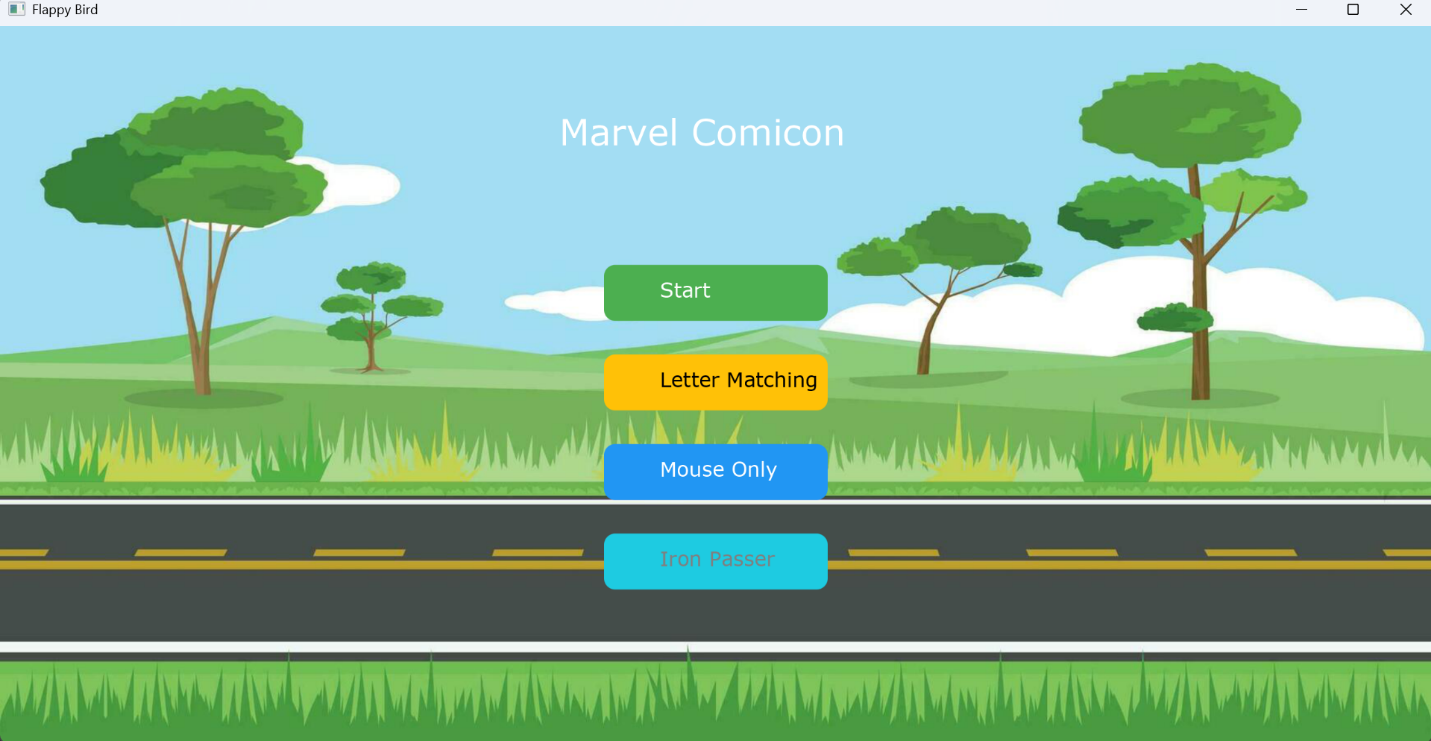 Flappy Bird
Marvel Comicon
Start
Letter Matching
Mouse Only
Iron Passer